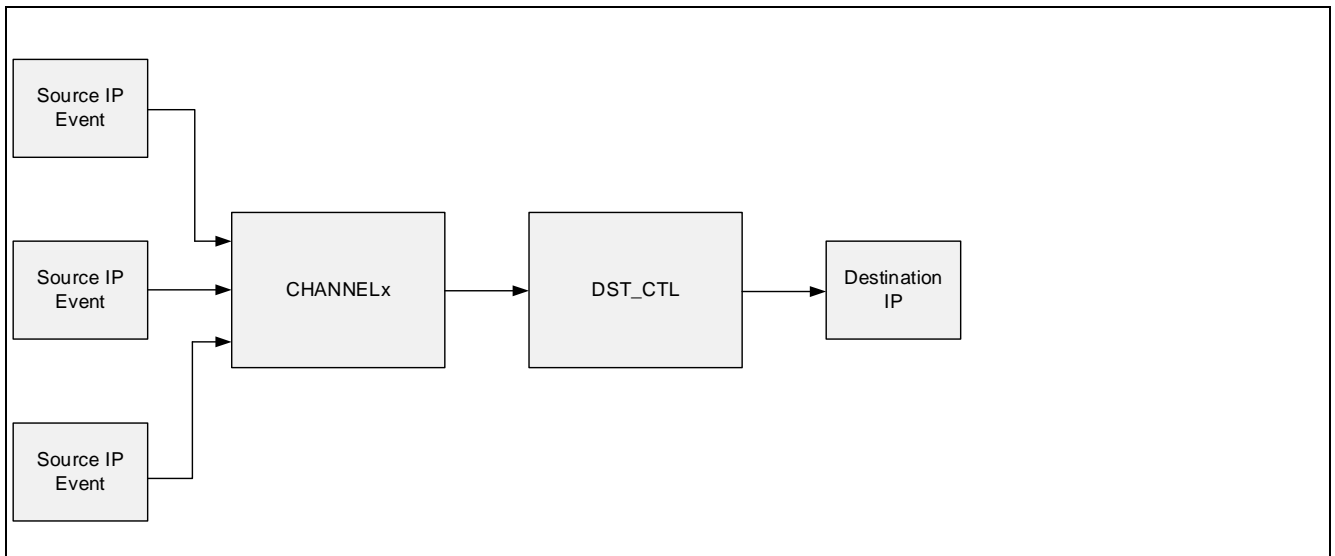 Source IP
Event
Source IP
Event
CHANNELx
DST_CTL
Destination
IP
Source IP
Event